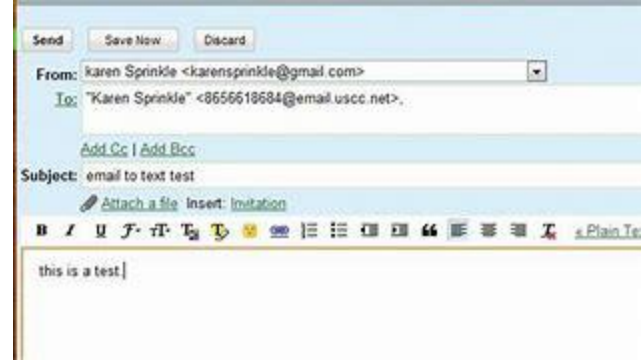 Send Save Now Discard
From: karen Sprinkle <karensprinkle@gmail.com>
To: "Karen Sprinkle" <8656618684@email.uscc.net>,
Add Cc | Add Bcc
Subject: email to text test
Attach a file Insert: Invitation
B I U F T T T T « Plain Te
this is a test